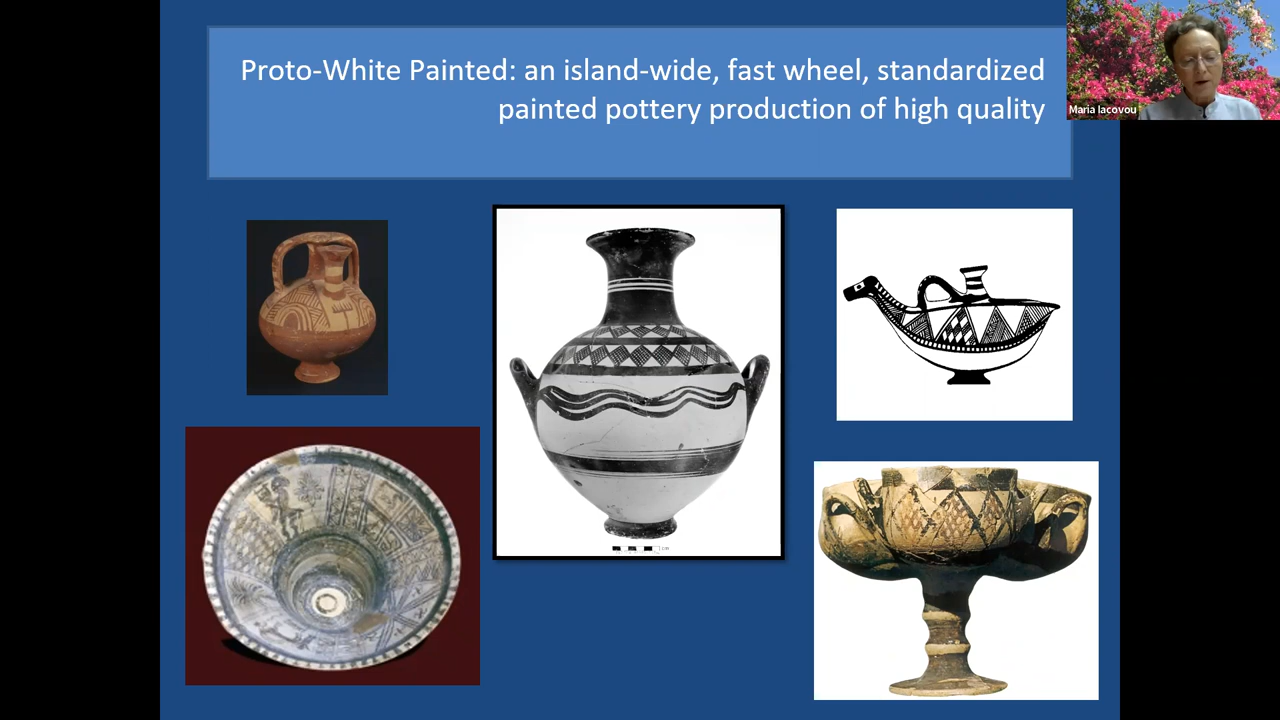 Proto-White Painted: an island-wide, fast wheel, standardized
painted pottery production of high quality
Maria Iacovou